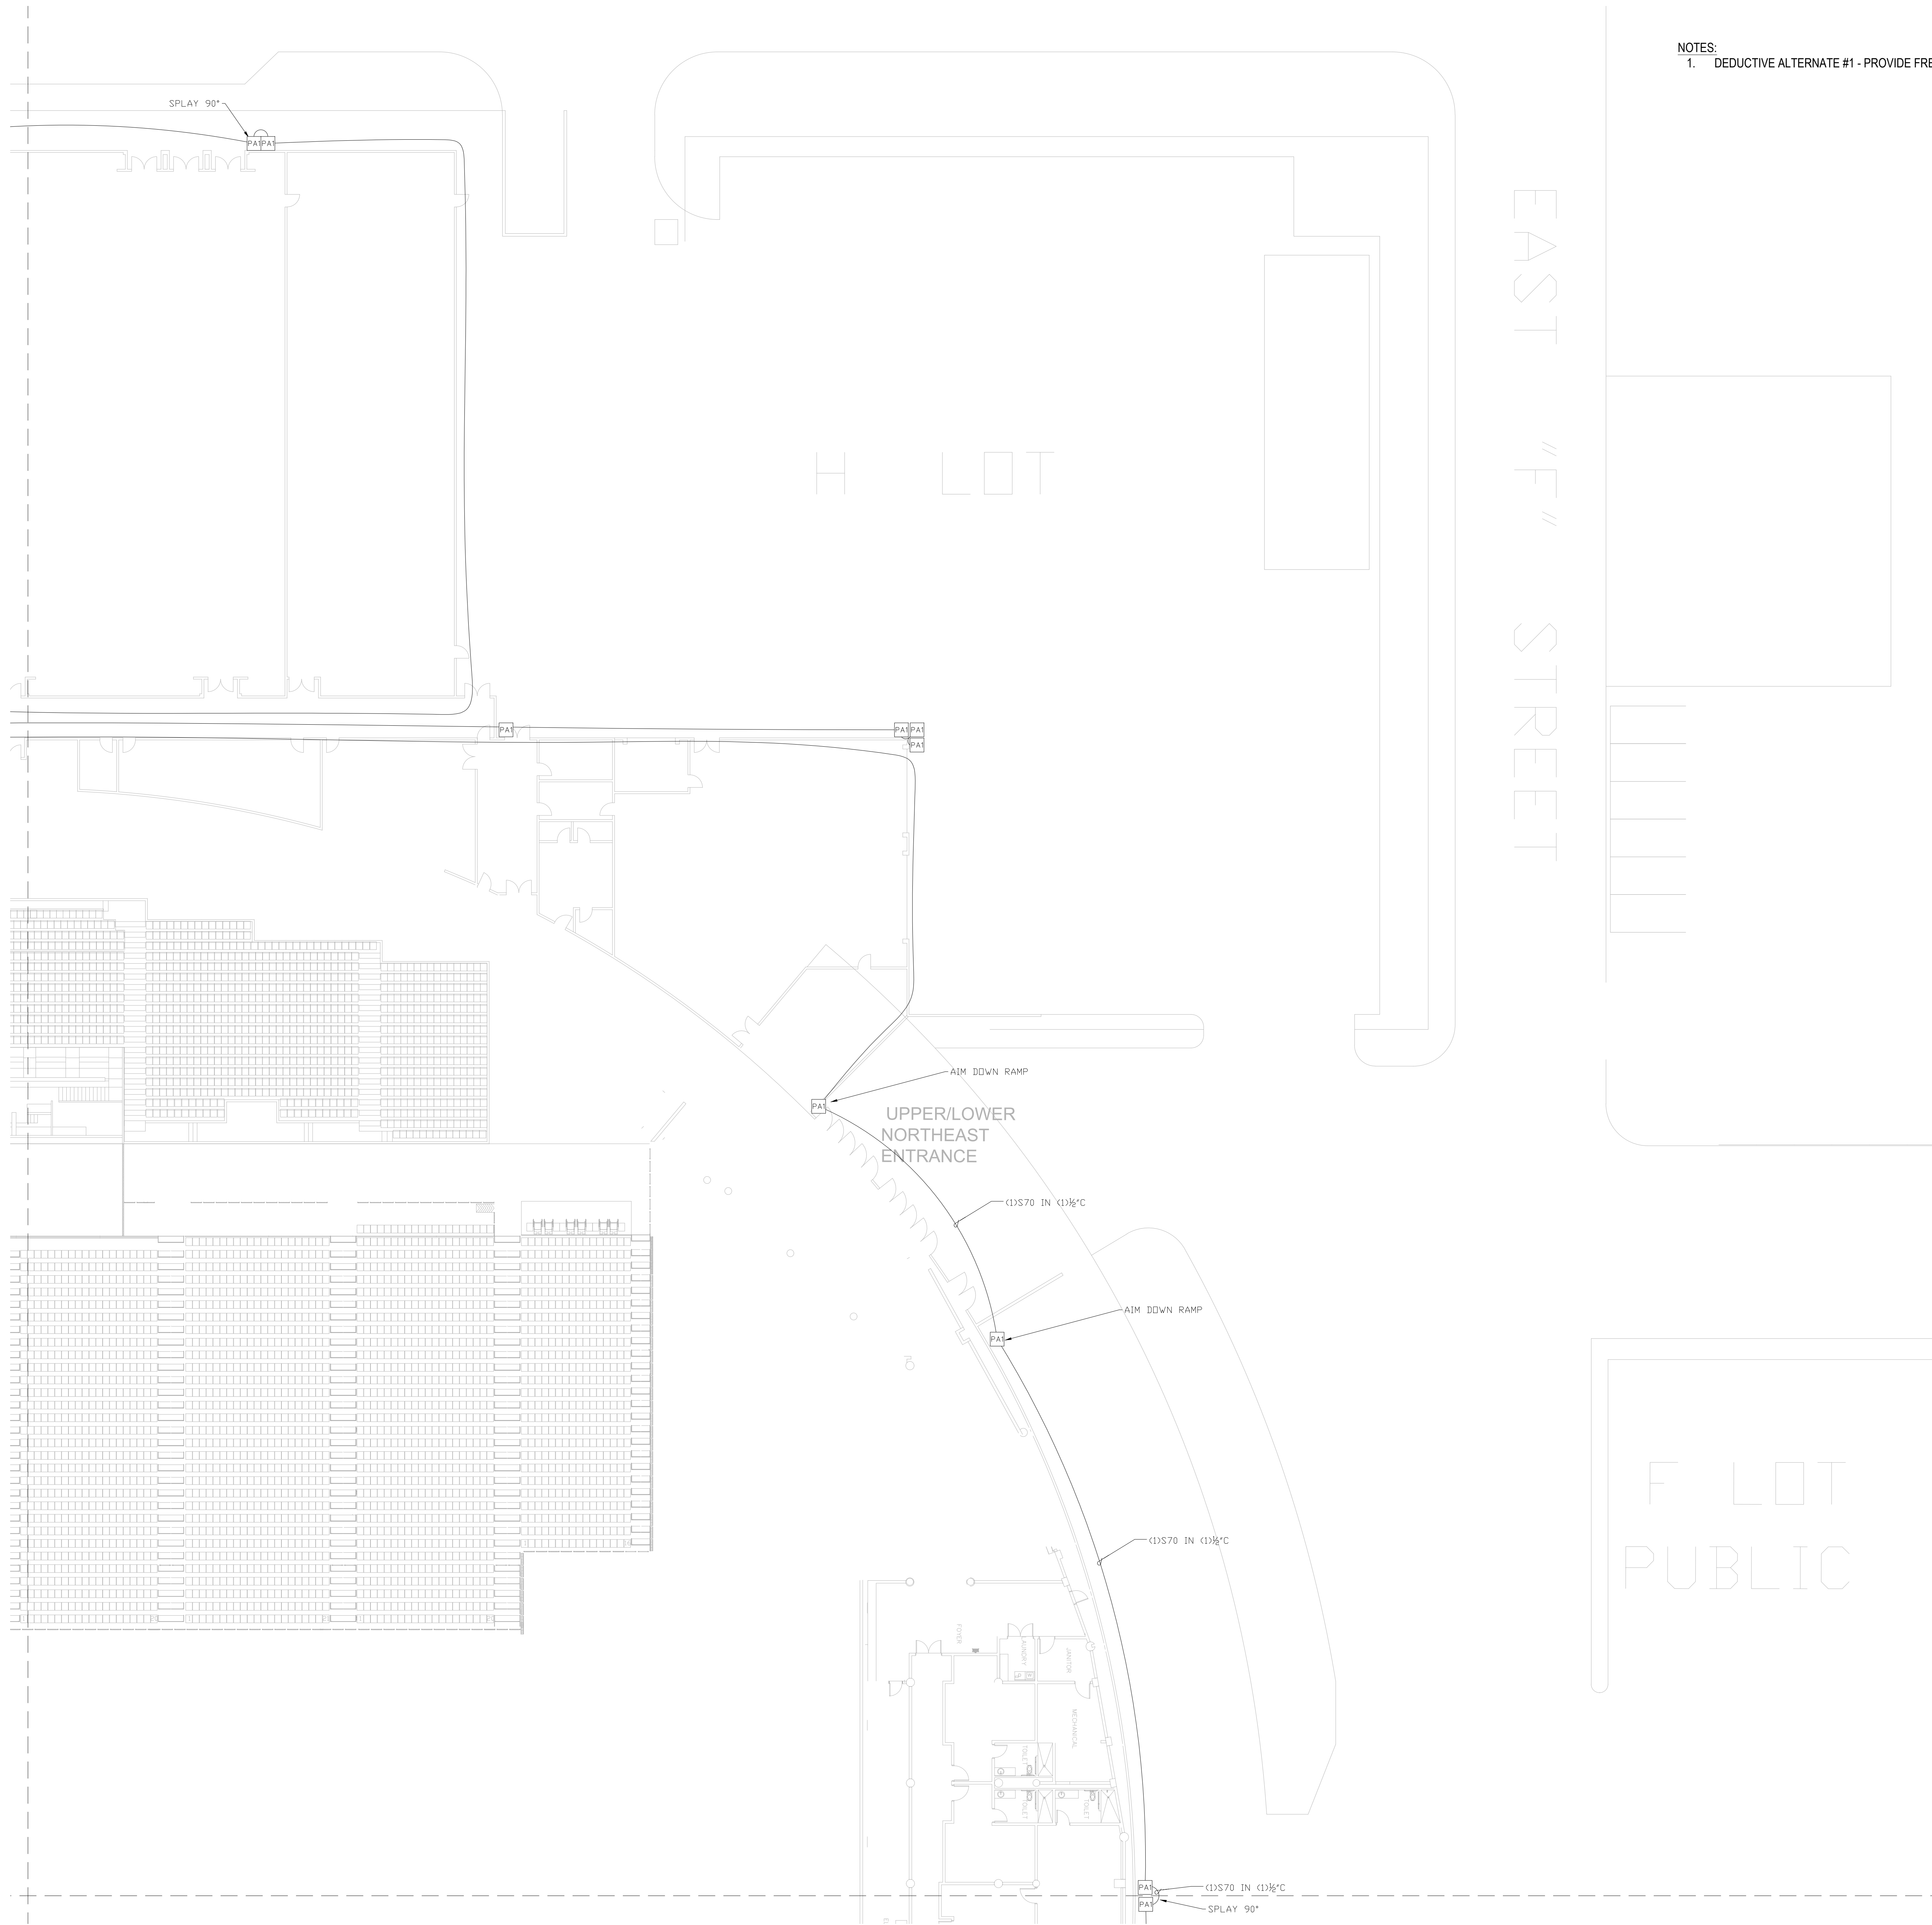 NOTES:
1. DEDUCTIVE ALTERNATE #1 - PROVIDE FRE
SPLAY 90°
PA1 PA1
EAST "F" STREET
H LOT
PA1
PA1 PA1
PA1
AIM DOWN RAMP
PA1
UPPER/LOWER
NORTHEAST
ENTRANCE
(1)S70 IN (1)½"C
AIM DOWN RAMP
PA1
F LOT
PUBLIC
(1)S70 IN (1)½"C
FOYER
LAUNDRY
JANITOR
MECHANICAL
TOILET
TOILET
TOILET
PA1
(1)S70 IN (1)½"C
PA1
SPLAY 90°